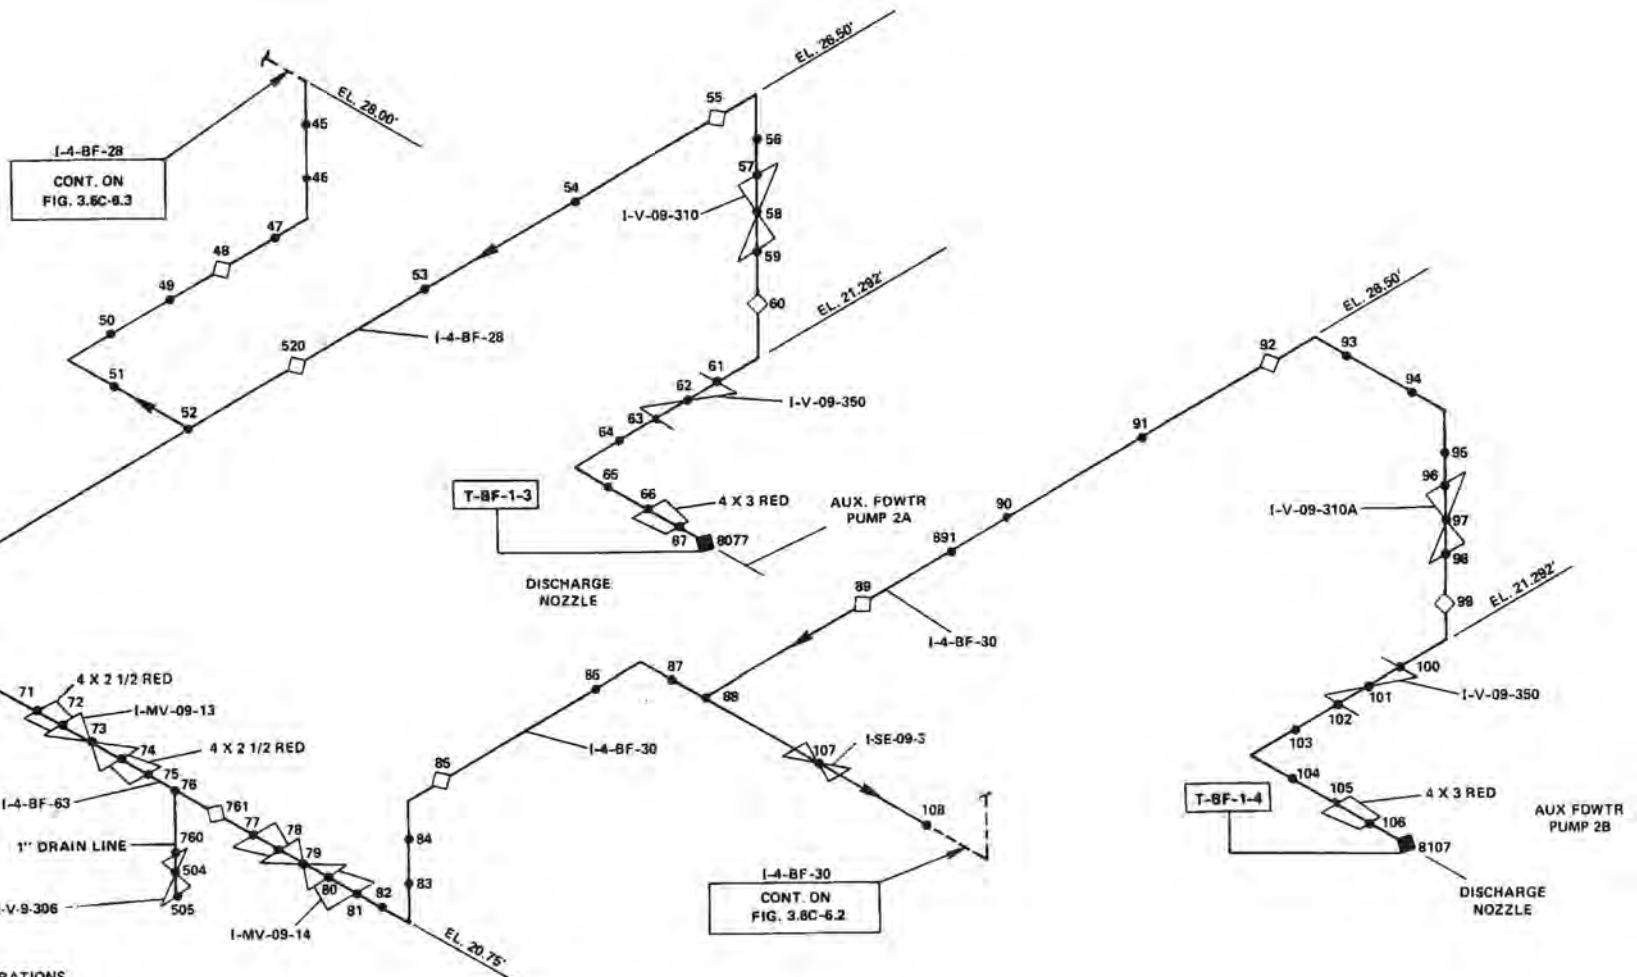 EL. 28.00'
45
46
I-4-BF-28
CONT. ON
FIG. 3.6C-6.3
47
48
49
50
51
52
520
53
I-4-BF-28
54
55
EL. 26.50'
56
57
I-V-09-310
58
59
60
EL. 21.292'
61
62
I-V-09-350
63
64
65
66
4 X 3 RED
67
8077
T-BF-1-3
AUX. FDWTR
PUMP 2A
DISCHARGE
NOZZLE
71
4 X 2 1/2 RED
72
I-MV-09-13
73
74
4 X 2 1/2 RED
75
76
I-4-BF-63
761
1" DRAIN LINE
760
504
505
I-V-9-306
77
78
79
80
81
82
I-MV-09-14
EL. 20.75'
83
84
85
I-4-BF-30
86
87
88
89
I-4-BF-30
891
90
91
92
EL. 26.50'
93
94
95
96
I-V-09-310A
97
98
99
EL. 21.292'
100
101
I-V-09-350
102
103
104
105
4 X 3 RED
106
8107
T-BF-1-4
AUX FDWTR
PUMP 2B
DISCHARGE
NOZZLE
107
I-SE-09-3
108
I-4-BF-30
CONT. ON
FIG. 3.6C-6.2
RATIONS